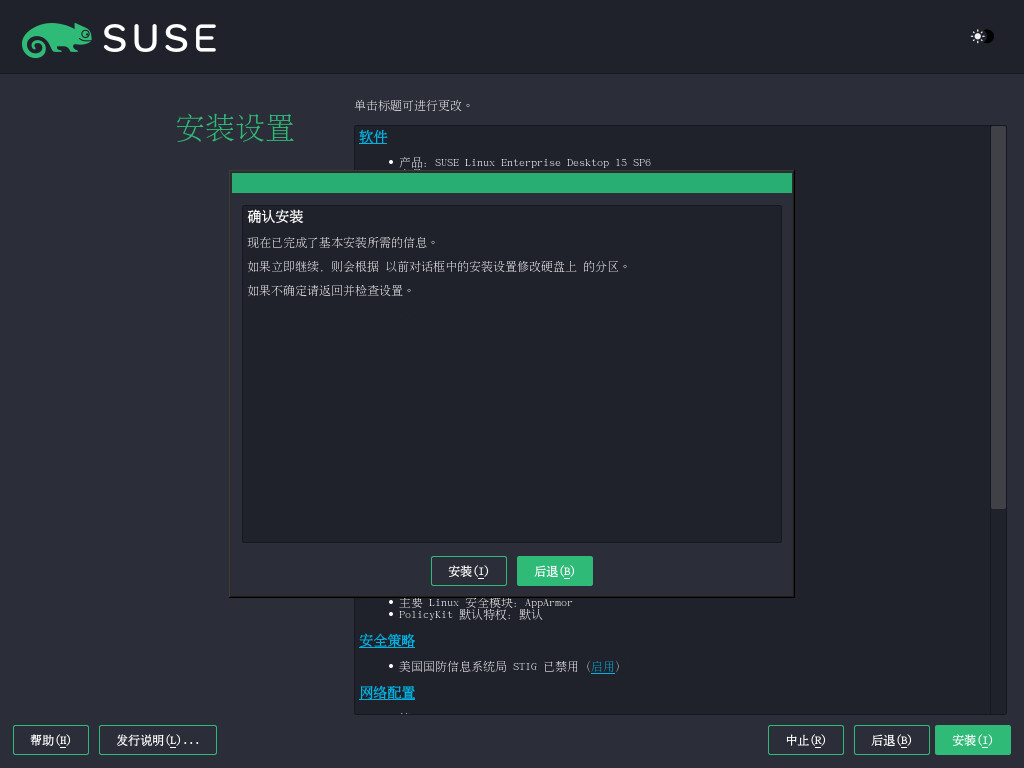 SUSE
安装设置
单击标题可进行更改。
软件
• 产品: SUSE Linux Enterprise Desktop 15 SP6
确认安装
现在已完成了基本安装所需的信息。
如果立即继续, 则会根据 以前对话框中的安装设置修改硬盘上 的分区。
如果不确定请返回并检查设置。
安装(I)
后退(B)
• 主要 Linux 安全模块: AppArmor
• PolicyKit 默认特权: 默认
安全策略
• 美国国防信息系统局 STIG 已禁用 (启用)
网络配置
帮助(H)
发行说明(L)...
中止(R)
后退(B)
安装(I)